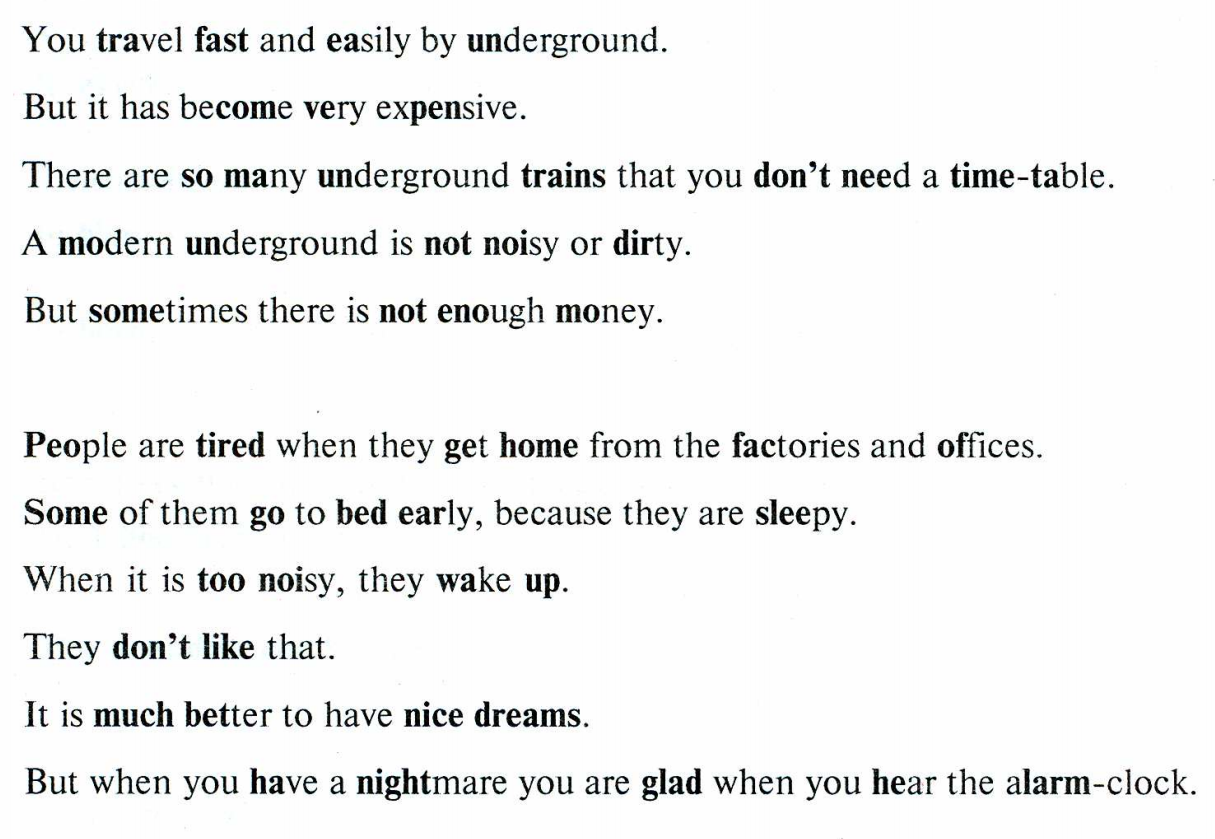 You travel fast and easily by underground.
But it has become very expensive.
There are so many underground trains that you don't need a time-table.
A modern underground is not noisy or dirty.
But sometimes there is not enough money.
People are tired when they get home from the factories and offices.
Some of them go to bed early, because they are sleepy.
When it is too noisy, they wake up.
They don't like that.
It is much better to have nice dreams.
But when you have a nightmare you are glad when you hear the alarm-clock.